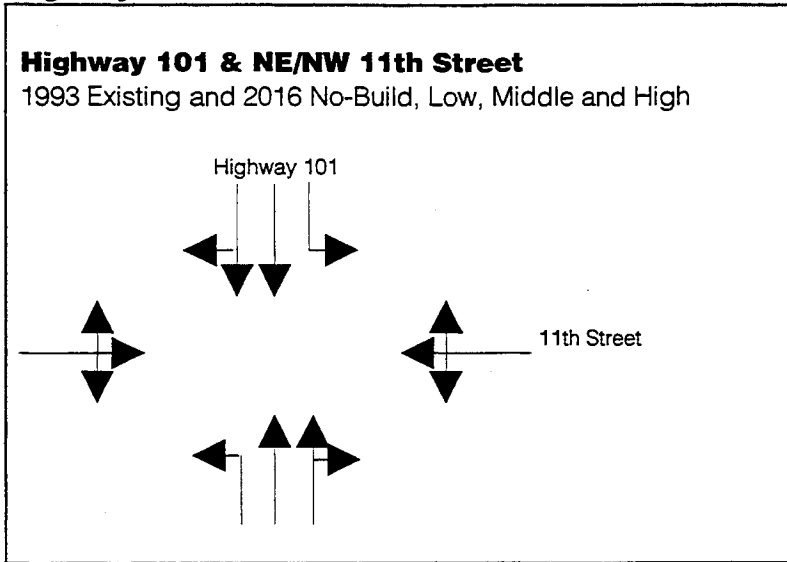 Highway 101 & NE/NW 11th Street
1993 Existing and 2016 No-Build, Low, Middle and High
Highway 101
11th Street